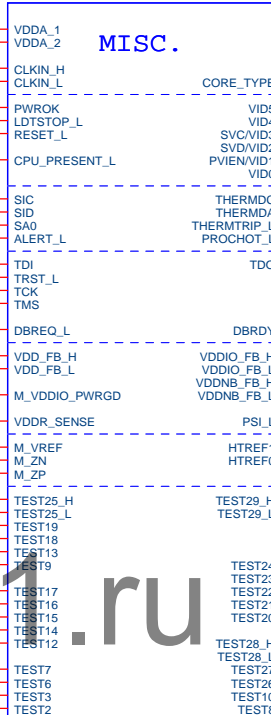 MISC.
VDDA_1
VDDA_2
CLKIN_H
CLKIN_L CORE_TYPE
PWROK VID5
LDTSTOP_L VID4
RESET_L SVC/VID3
SVD/VID2
CPU_PRESENT_L PVIEN/VID1
VID0
SIC THERMDC
SID THERMDA
SA0 THERMTRIP_L
ALERT_L PROCHOT_L
TDI TDO
TRST_L
TCK
TMS
DBREQ_L DBRDY
VDD_FB_H VDDIO_FB_H
VDD_FB_L VDDIO_FB_L
VDDNB_FB_H
M_VDDIO_PWRGD VDDNB_FB_L
VDDR_SENSE PSI_L
M_VREF HTREF1
M_ZN HTREF0
M_ZP
TEST25_H TEST29_H
TEST25_L TEST29_L
TEST19
TEST18
TEST13
TEST9 TEST24
TEST23
TEST17 TEST22
TEST16 TEST21
TEST15 TEST20
TEST14
TEST12 TEST28_H
TEST28_L
TEST7 TEST27
TEST6 TEST26
TEST3 TEST10
TEST2 TEST8
1.ru